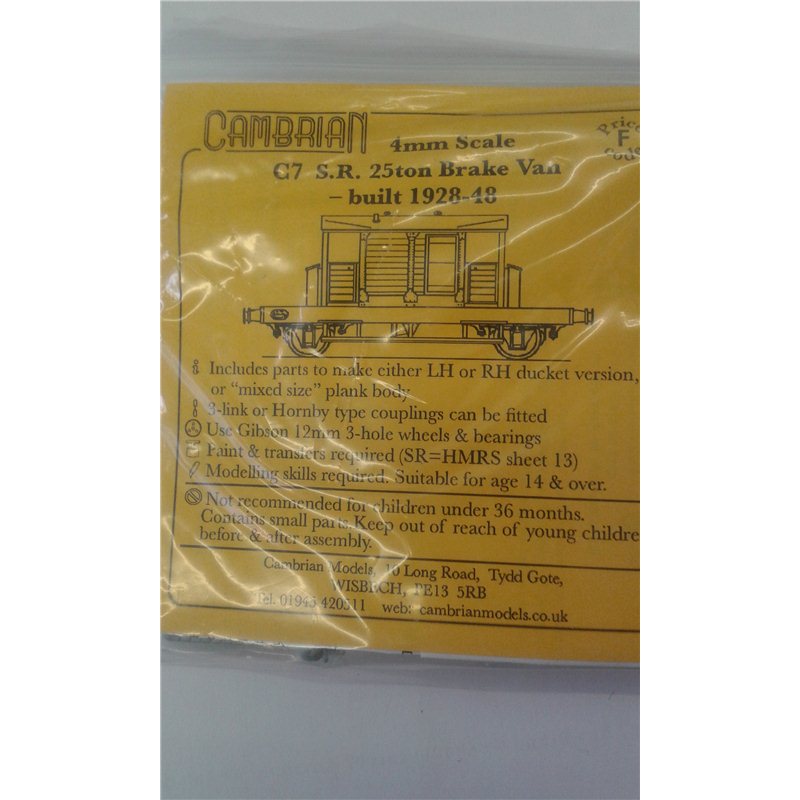 CAMBRIAN
4mm Scale
Price
F
Code
C7 S.R. 25ton Brake Van
– built 1928-48
Includes parts to make either LH or RH ducket version,
or “mixed size” plank body
3-link or Hornby type couplings can be fitted
Use Gibson 12mm 3-hole wheels & bearings
Paint & transfers required (SR=HMRS sheet 13)
Modelling skills required. Suitable for age 14 & over.
Not recommended for children under 36 months.
Contains small parts. Keep out of reach of young childre
before & after assembly.
Cambrian Models, 10 Long Road, Tydd Gote,
WISBECH, PE13 5RB
Tel. 01945 420511 web: cambrianmodels.co.uk